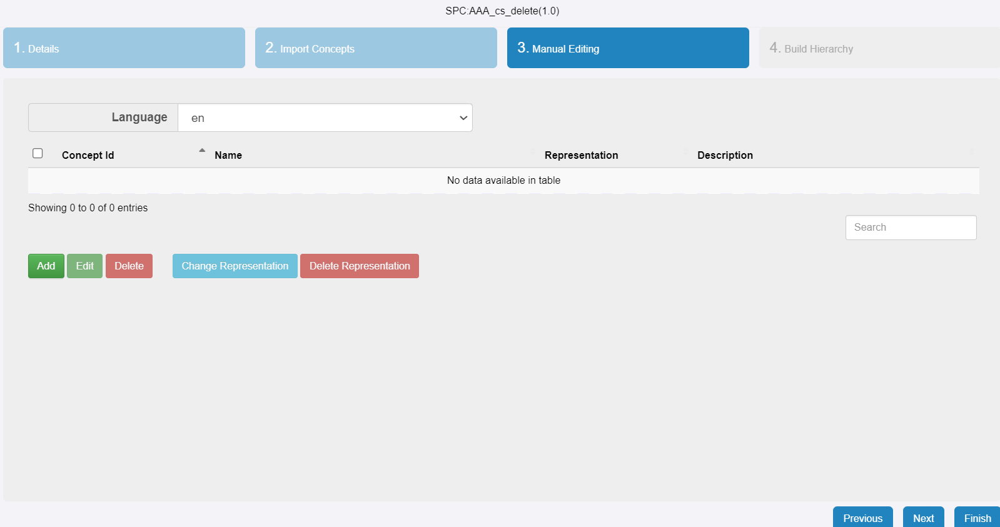 SPC:AAA_cs_delete(1.0)
1. Details
2. Import Concepts
3. Manual Editing
4. Build Hierarchy
Language en
Concept Id Name Representation Description
No data available in table
Showing 0 to 0 of 0 entries
Search
Add Edit Delete Change Representation Delete Representation
Previous Next Finish